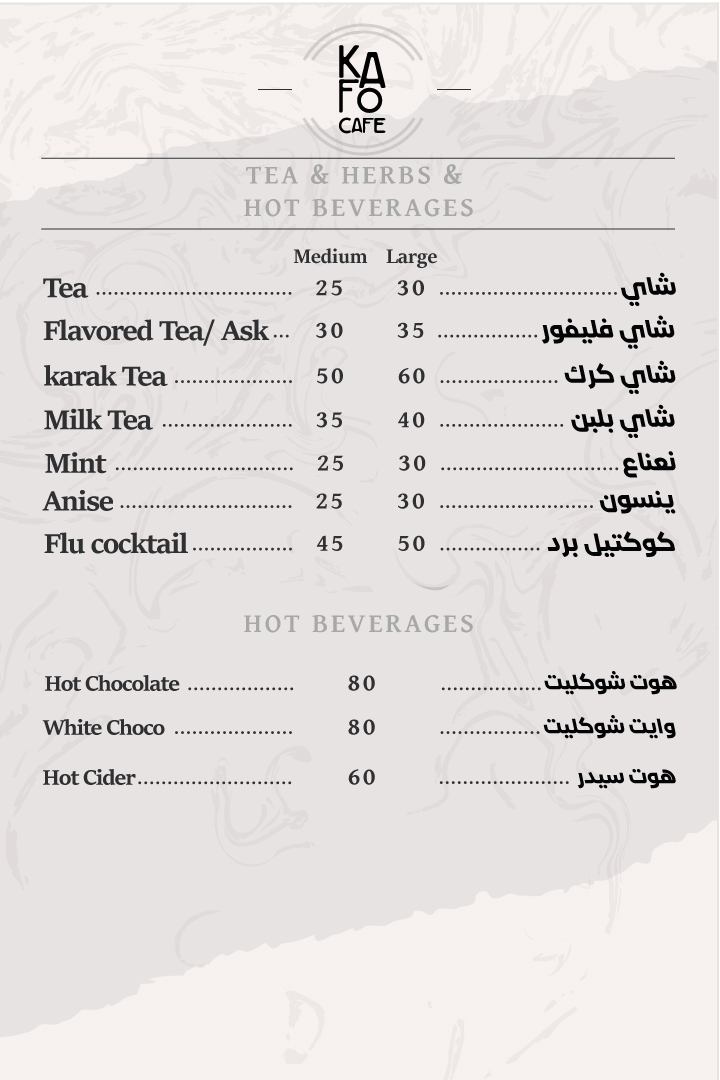 KA
FO
CAFE
TEA & HERBS &
HOT BEVERAGES
Medium Large
Tea ................................. 25 30 .............................. شاي
Flavored Tea/ Ask ... 30 35 ................. شاي فليفور
karak Tea .................... 50 60 .................... شاي كرك
Milk Tea ...................... 35 40 ..................... شاي بلبن
Mint .............................. 25 30 .............................. نعناع
Anise ............................. 25 30 .......................... ينسون
Flu cocktail ................. 45 50 ................. كوكتيل برد
HOT BEVERAGES
Hot Chocolate .................. 80 ................. هوت شوكليت
White Choco .................... 80 ................. وايت شوكليت
Hot Cider .......................... 60 ...................... هوت سيدر